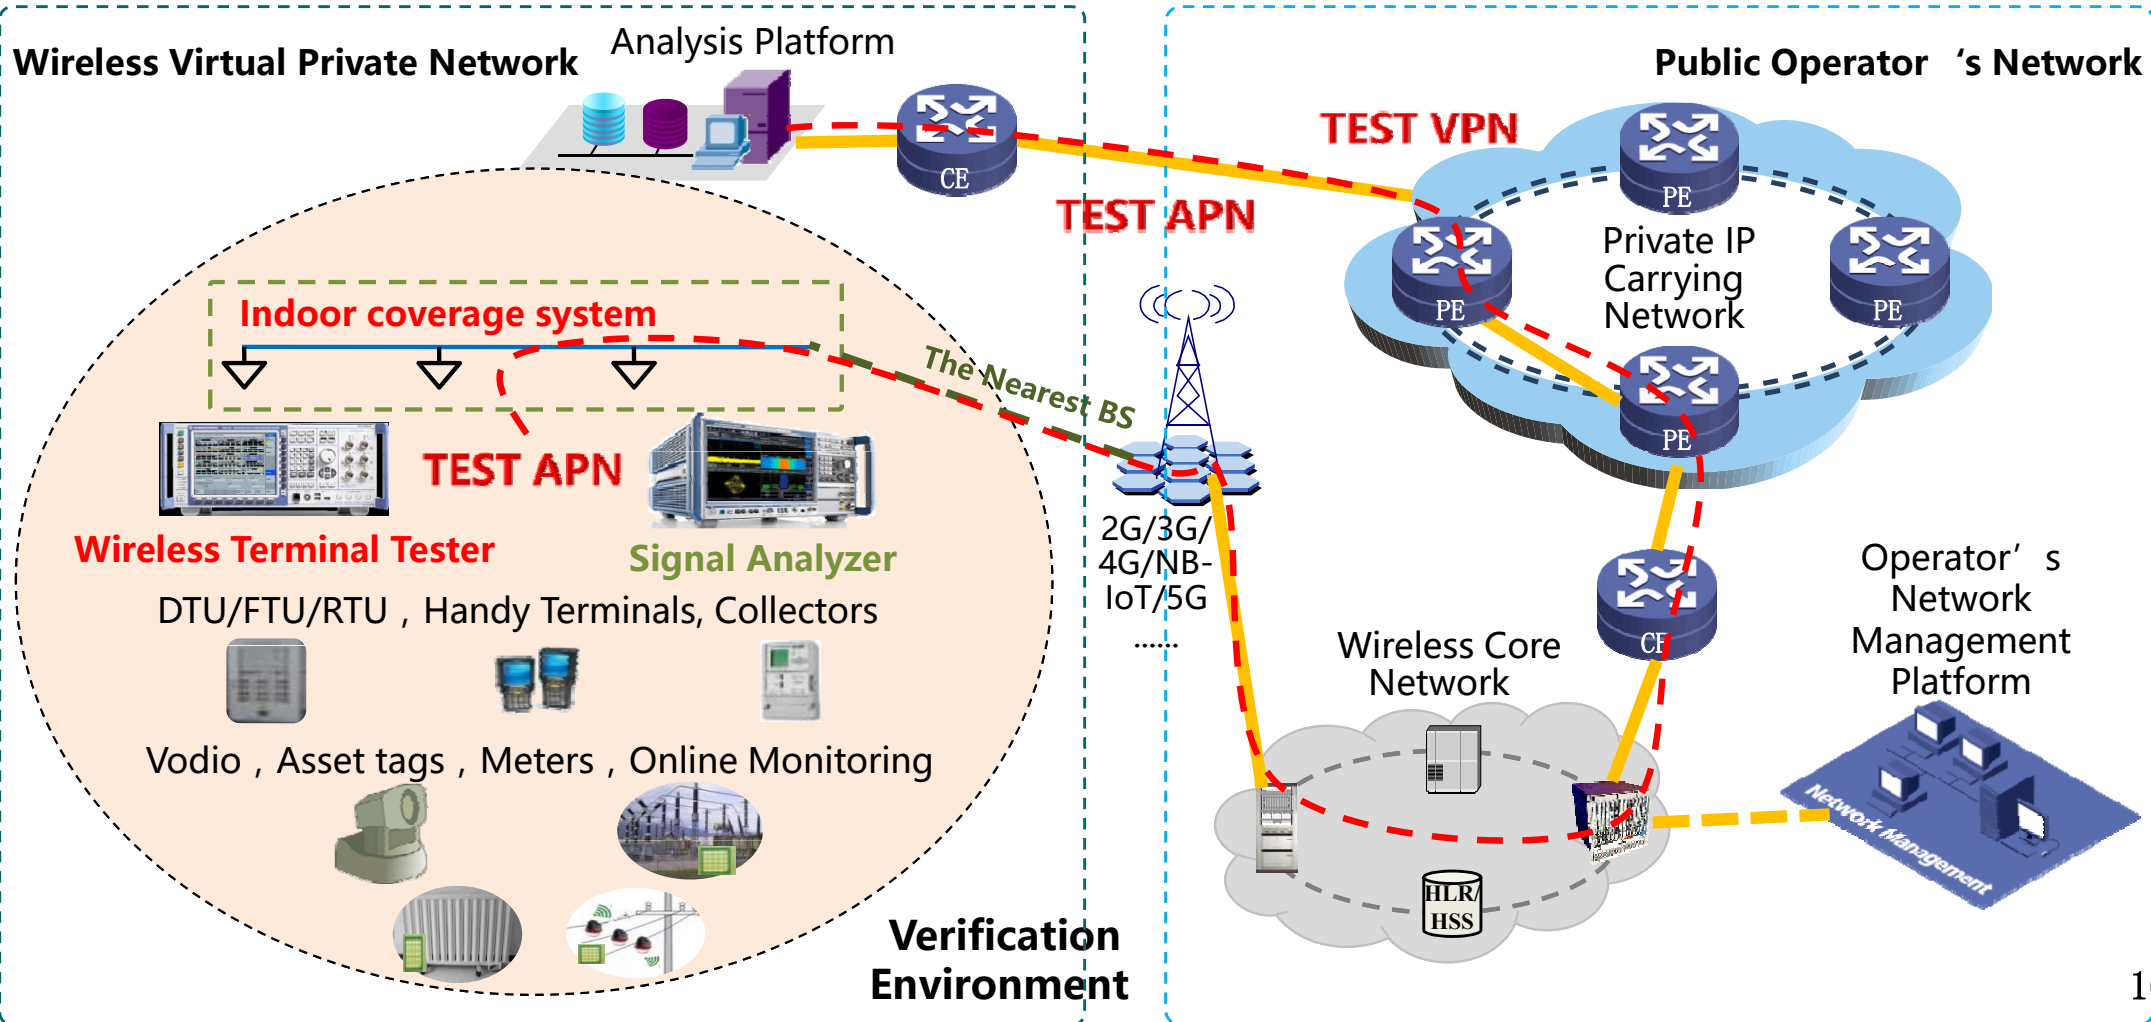 Wireless Virtual Private Network
Analysis Platform
CE
TEST APN
Indoor coverage system
The Nearest BS
TEST APN
Wireless Terminal Tester
Signal Analyzer
DTU/FTU/RTU , Handy Terminals, Collectors
Vodio , Asset tags , Meters , Online Monitoring
Verification
Environment
Public Operator ‘s Network
TEST VPN
PE
PE
PE
PE
Private IP
Carrying
Network
2G/3G/
4G/NB-
IoT/5G
......
CE
Wireless Core
Network
HLR/
HSS
Operator’ s
Network
Management
Platform
Network Management